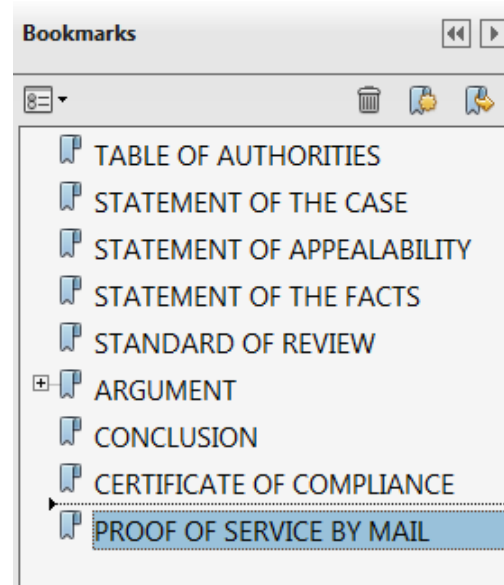 Bookmarks
TABLE OF AUTHORITIES
STATEMENT OF THE CASE
STATEMENT OF APPEALABILITY
STATEMENT OF THE FACTS
STANDARD OF REVIEW
ARGUMENT
CONCLUSION
CERTIFICATE OF COMPLIANCE
PROOF OF SERVICE BY MAIL